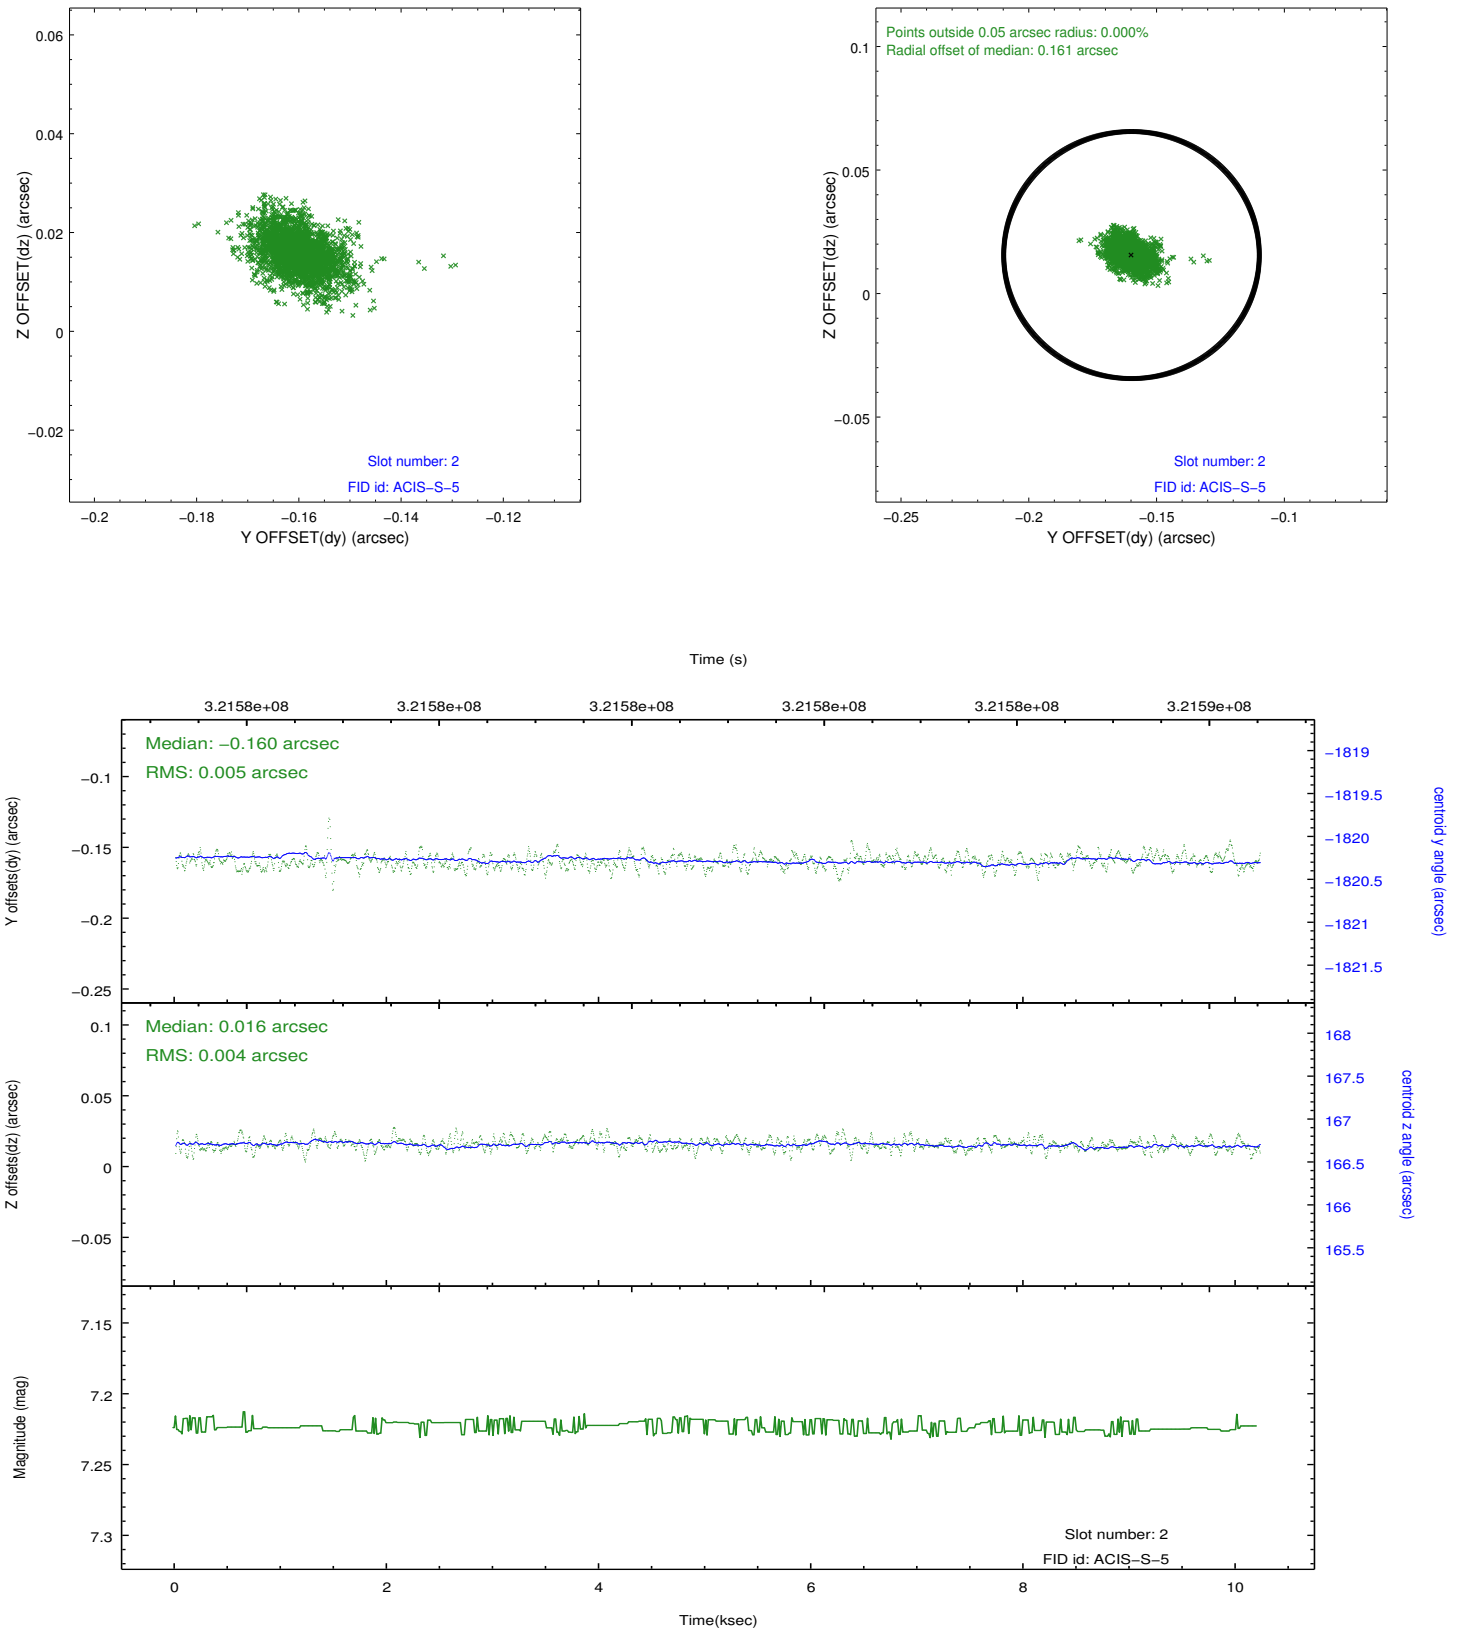 0.06
0.04
0.02
0
−0.02
Z OFFSET(dz) (arcsec)
Slot number: 2
FID id: ACIS−S−5
−0.2 −0.18 −0.16 −0.14 −0.12
Y OFFSET(dy) (arcsec)
Points outside 0.05 arcsec radius: 0.000%
Radial offset of median: 0.161 arcsec
0.1
0.05
0
−0.05
Z OFFSET(dz) (arcsec)
Slot number: 2
FID id: ACIS−S−5
−0.25 −0.2 −0.15 −0.1
Y OFFSET(dy) (arcsec)
Time (s)
3.2158e+08 3.2158e+08 3.2158e+08 3.2158e+08 3.2158e+08 3.2159e+08
Median: −0.160 arcsec
RMS: 0.005 arcsec
−0.1
−0.15
−0.2
−0.25
Y offsets(dy) (arcsec)
−1819
−1819.5
−1820
−1820.5
−1821
−1821.5
centroid y angle (arcsec)
Median: 0.016 arcsec
RMS: 0.004 arcsec
0.1
0.05
0
−0.05
Z offsets(dz) (arcsec)
168
167.5
167
166.5
166
165.5
centroid z angle (arcsec)
7.15
7.2
7.25
7.3
Magnitude (mag)
Slot number: 2
FID id: ACIS−S−5
0 2 4 6 8 10
Time(ksec)